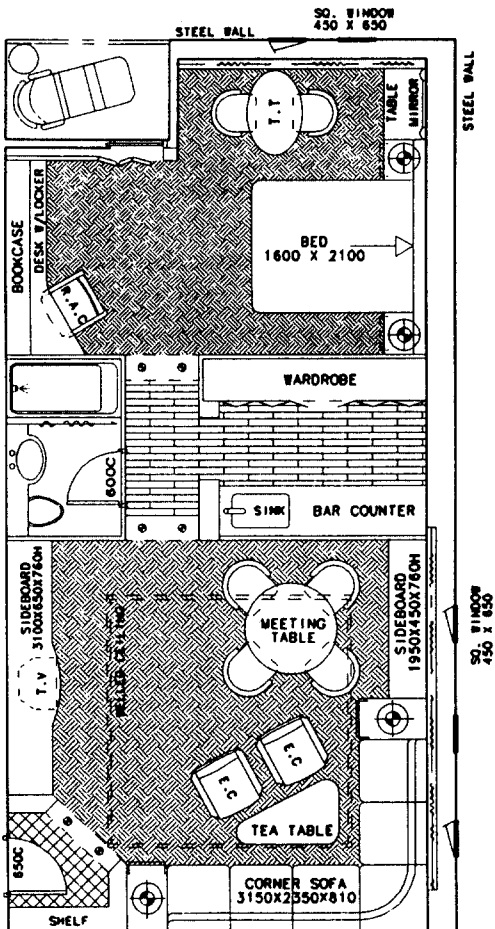 SQ. WINDOW
450 X 650
STEEL WALL
STEEL WALL
T.T
TABLE
MIRROR
BOOKCASE
DESK W/LOCKER
BED
1600 X 2100
R.A.C
WARDROBE
600C
SINK
BAR COUNTER
SIDEBOARD
3100X650X760H
T.V
WELLED CEILING
MEETING
TABLE
SIDEBOARD
1950X450X760H
SQ. WINDOW
450 X 650
E.C
E.C
TEA TABLE
650C
CORNER SOFA
3150X2350X810
SHELF